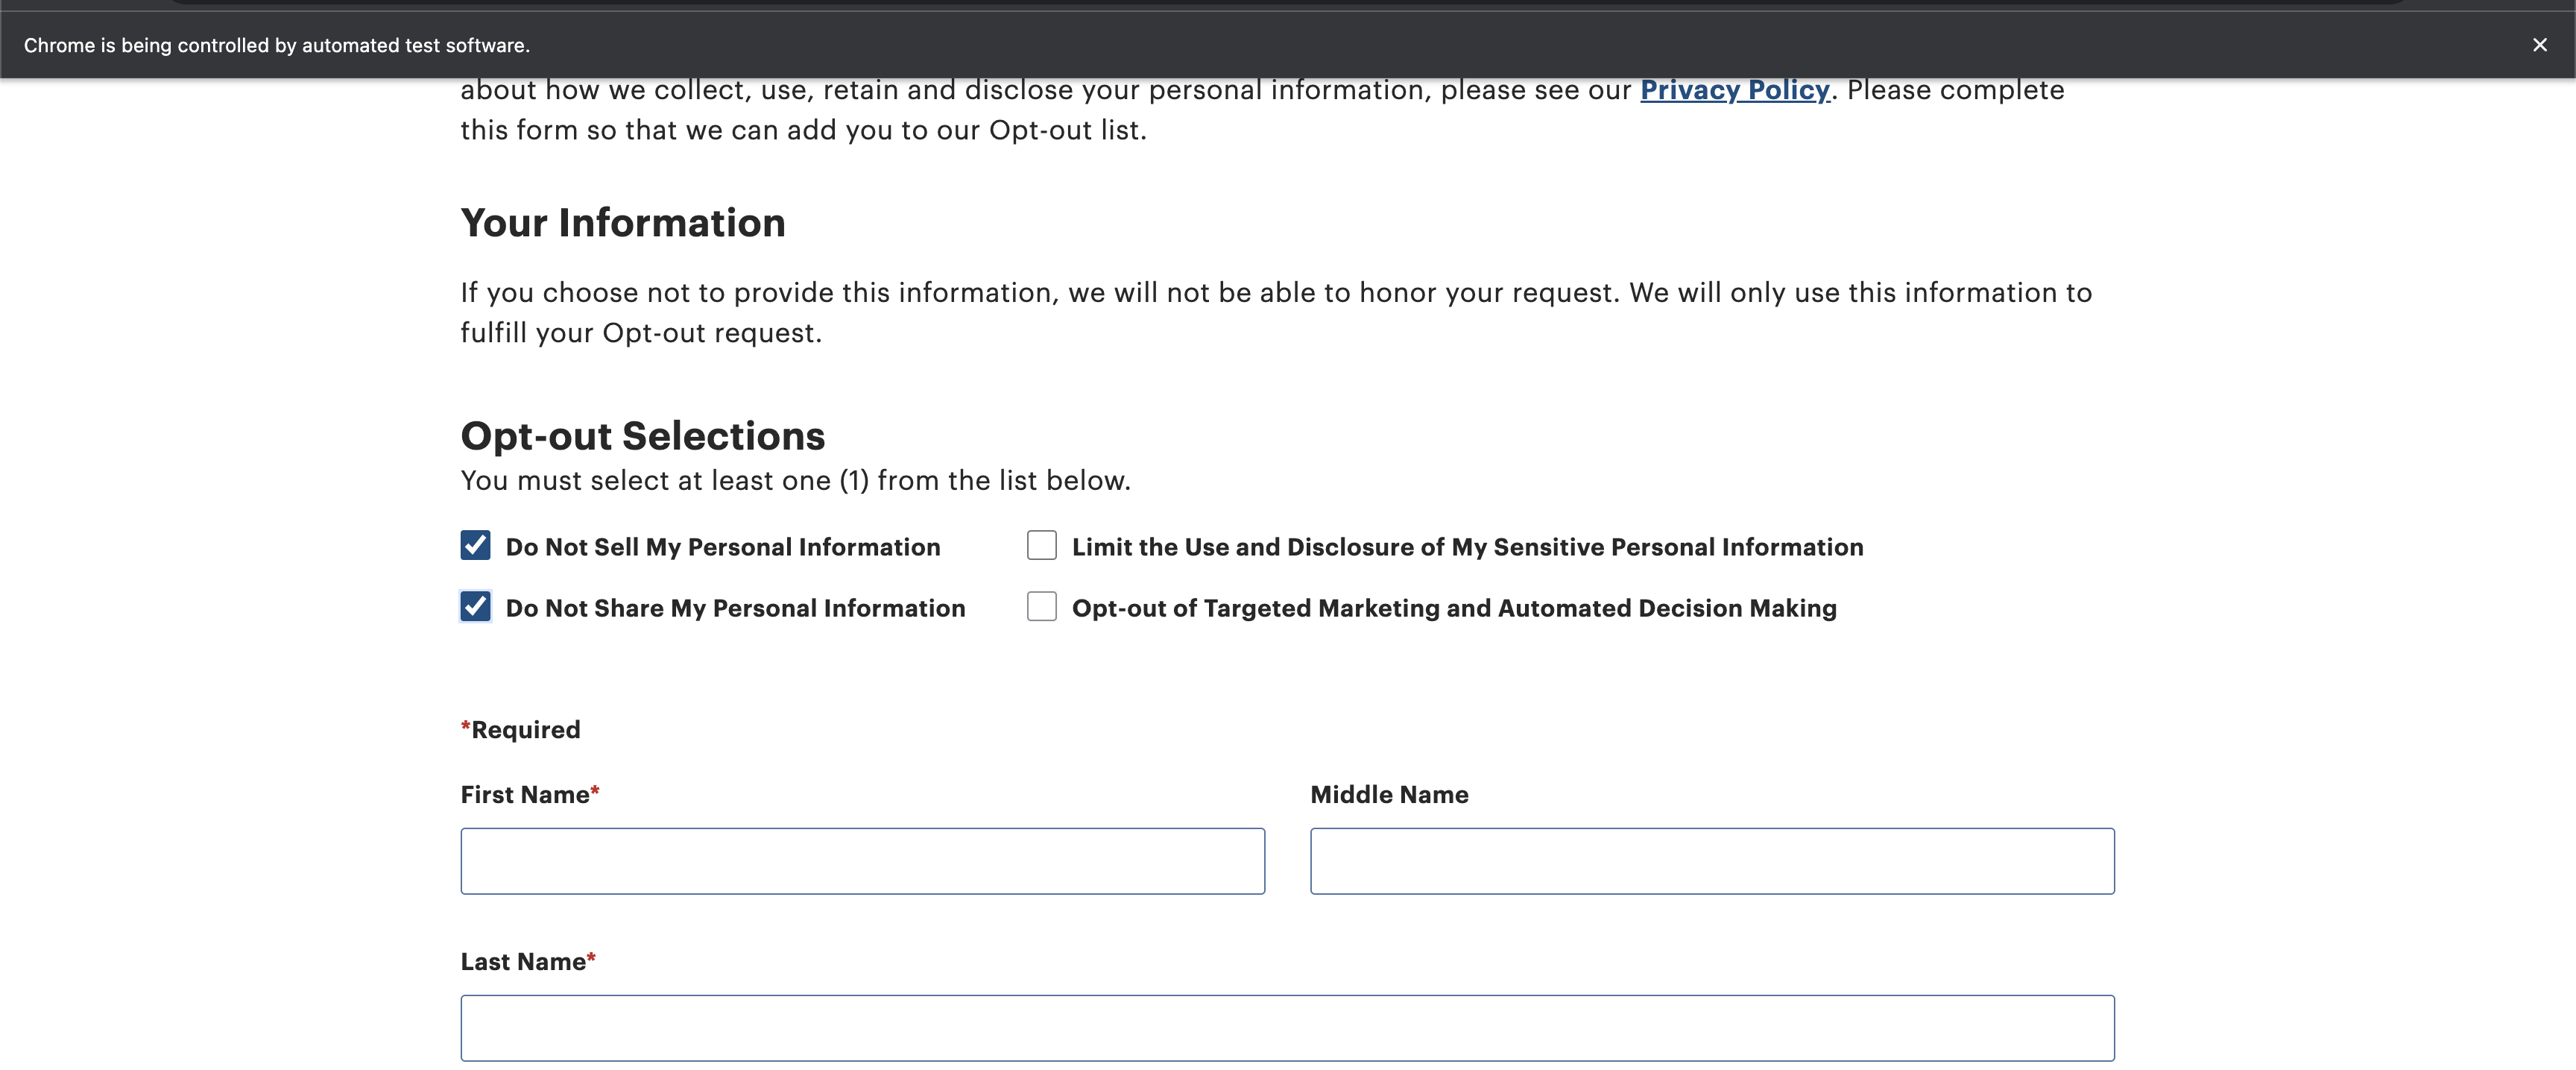 Chrome is being controlled by automated test software.
about how we collect, use, retain and disclose your personal information, please see our Privacy Policy. Please complete
this form so that we can add you to our Opt-out list.
Your Information
If you choose not to provide this information, we will not be able to honor your request. We will only use this information to
fulfill your Opt-out request.
Opt-out Selections
You must select at least one (1) from the list below.
Do Not Sell My Personal Information
Limit the Use and Disclosure of My Sensitive Personal Information
Do Not Share My Personal Information
Opt-out of Targeted Marketing and Automated Decision Making
*Required
First Name*
Middle Name
Last Name*